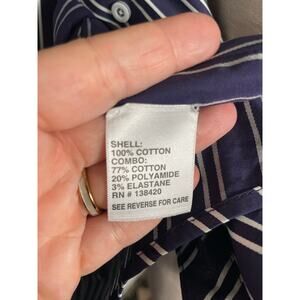 SHELL:
100% COTTON
COMBO:
77% COTTON
20% POLYAMIDE
3% ELASTANE
RN # 138420
SEE REVERSE FOR CARE